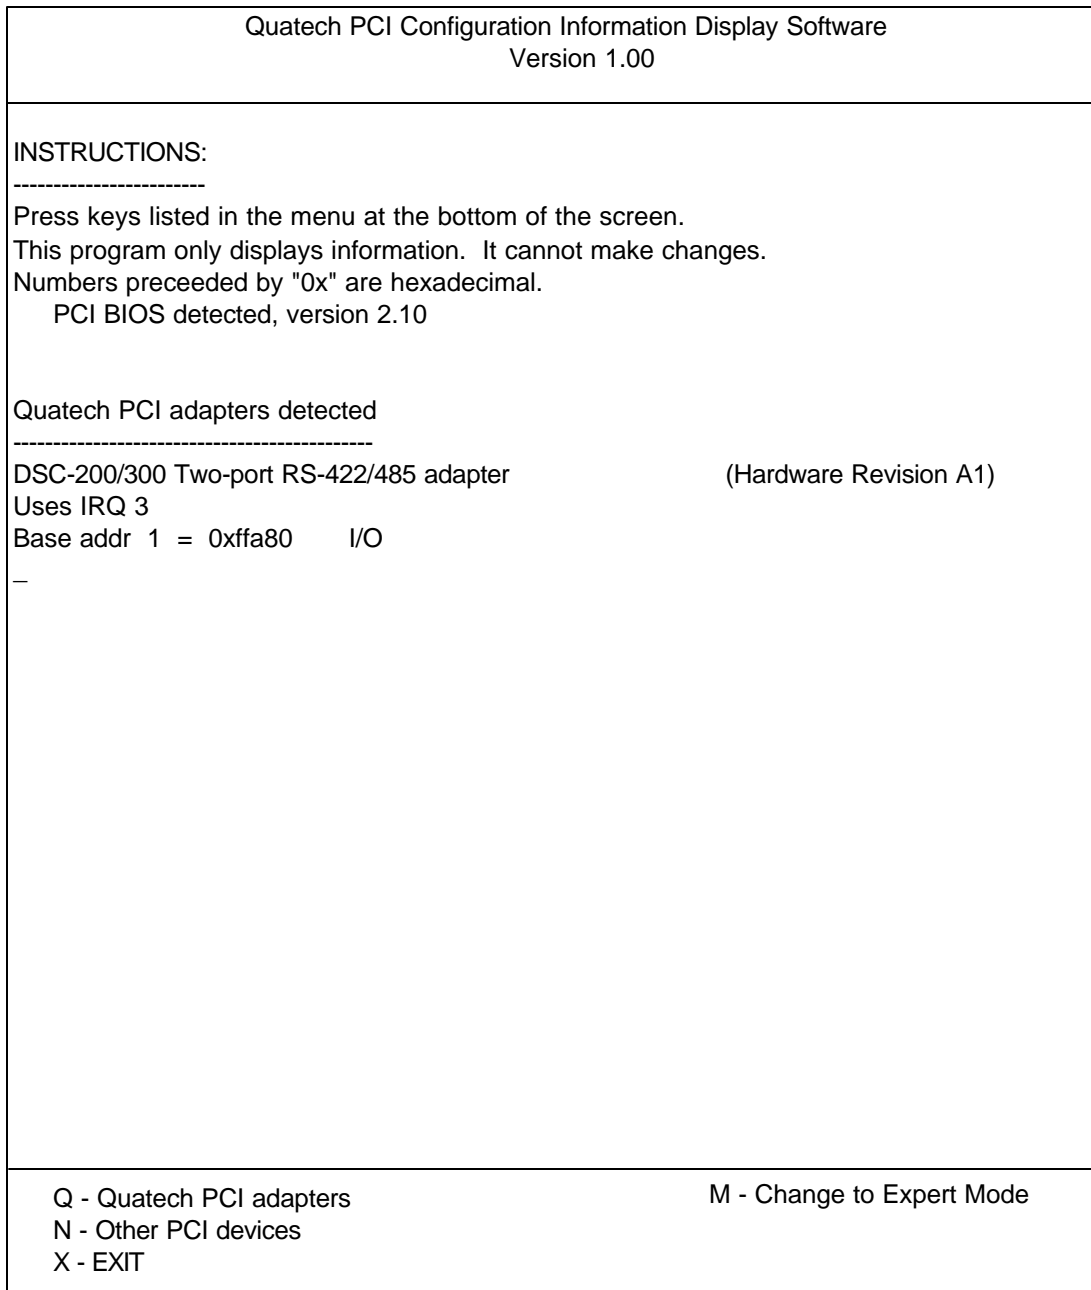 Quatech PCI Configuration Information Display Software
Version 1.00
INSTRUCTIONS:
------------------------
Press keys listed in the menu at the bottom of the screen.
This program only displays information.  It cannot make changes.
Numbers preceeded by "0x" are hexadecimal.
PCI BIOS detected, version 2.10
Quatech PCI adapters detected
---------------------------------------------
DSC-200/300 Two-port RS-422/485 adapter (Hardware Revision A1)
Uses IRQ 3
Base addr  1  =  0xffa80 I/O
_
Q - Quatech PCI adapters M - Change to Expert Mode
N - Other PCI devices
X - EXIT